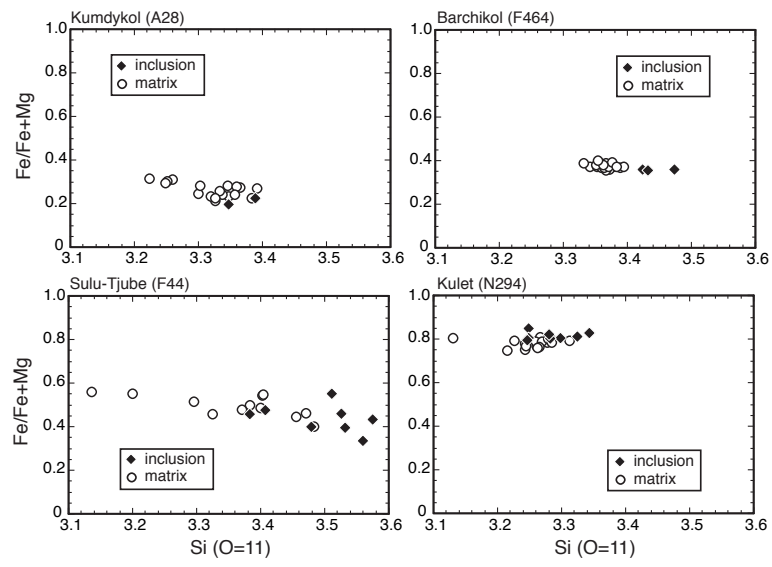 Kumdykol (A28)
1.0
0.8
0.6
0.4
0.2
0
Fe/Fe+Mg
inclusion
matrix
3.1 3.2 3.3 3.4 3.5 3.6
Barchikol (F464)
1.0
0.8
0.6
0.4
0.2
0
inclusion
matrix
3.1 3.2 3.3 3.4 3.5 3.6
Sulu-Tjube (F44)
1.0
0.8
0.6
0.4
0.2
0
Fe/Fe+Mg
inclusion
matrix
3.1 3.2 3.3 3.4 3.5 3.6
Si (O=11)
Kulet (N294)
1.0
0.8
0.6
0.4
0.2
0
inclusion
matrix
3.1 3.2 3.3 3.4 3.5 3.6
Si (O=11)